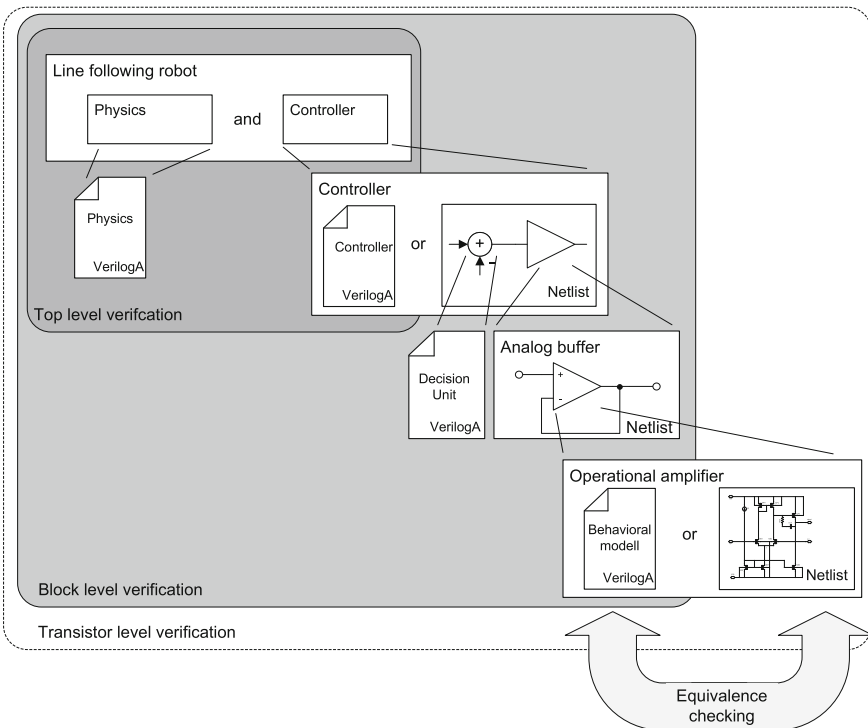 Line following robot
Physics
and
Controller
Controller
Physics
VerilogA
Controller
VerilogA
or
+
-
Netlist
Top level verifcation
Decision
Unit
VerilogA
Analog buffer
+
-
Netlist
Operational amplifier
Behavioral
modell
VerilogA
or
Netlist
Block level verification
Transistor level verification
Equivalence
checking